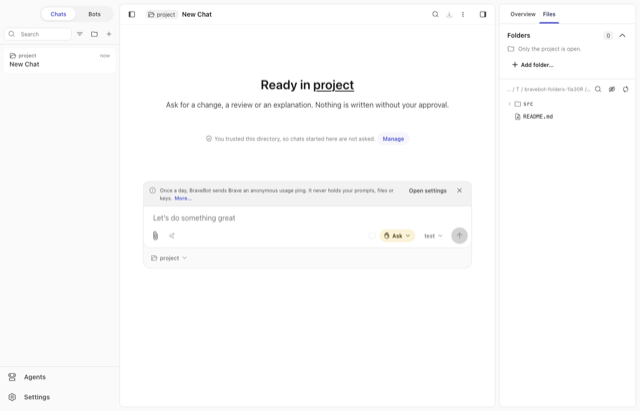 Chats
Bots
Search
project
now
New Chat
Agents
Settings
project
New Chat
Ready in project
Ask for a change, a review or an explanation. Nothing is written without your approval.
You trusted this directory, so chats started here are not asked.
Manage
Once a day, BraveBot sends Brave an anonymous usage ping. It never holds your prompts, files or
keys. More...
Open settings
Let's do something great
Ask
test
project
Overview
Files
Folders
0
Only the project is open.
Add folder...
src
README.md